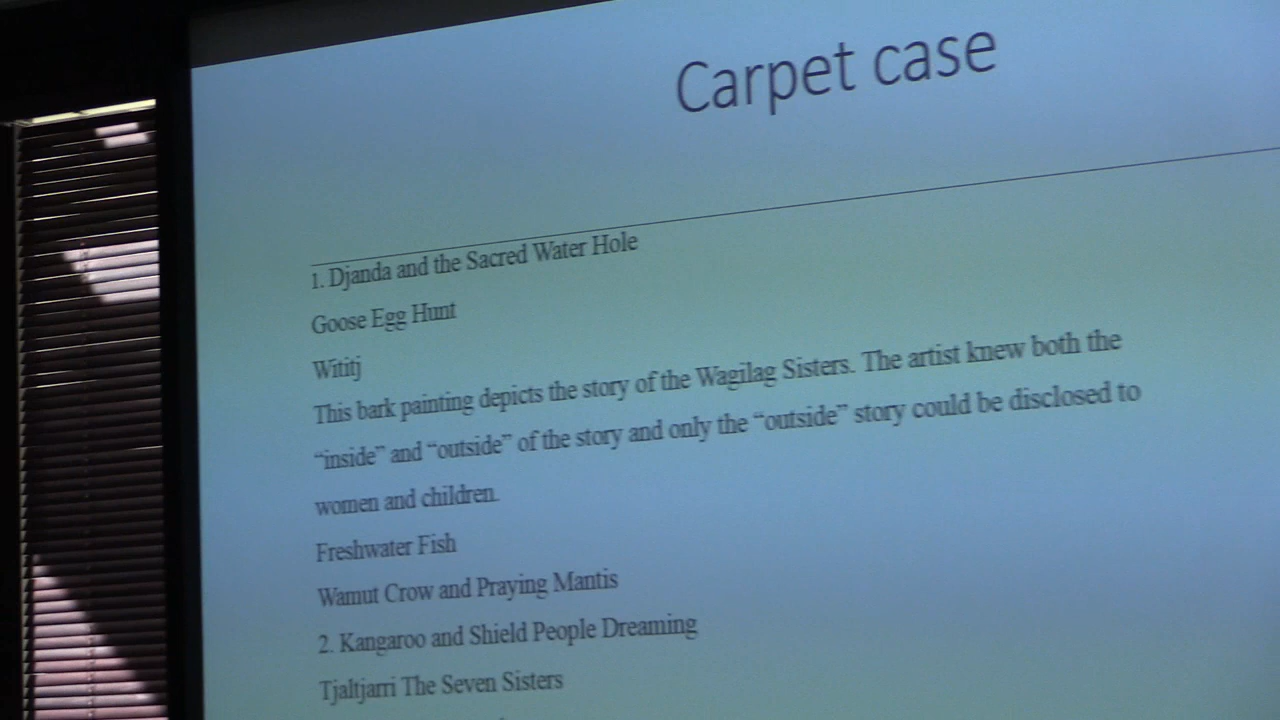 Carpet case
1. Djanda and the Sacred Water Hole
Goose Egg Hunt
Wititj
This bark painting depicts the story of the Wagilag Sisters. The artist knew both the
“inside” and “outside” of the story and only the “outside” story could be disclosed to
women and children.
Freshwater Fish
Wamut Crow and Praying Mantis
2. Kangaroo and Shield People Dreaming
Tjaltjarri The Seven Sisters